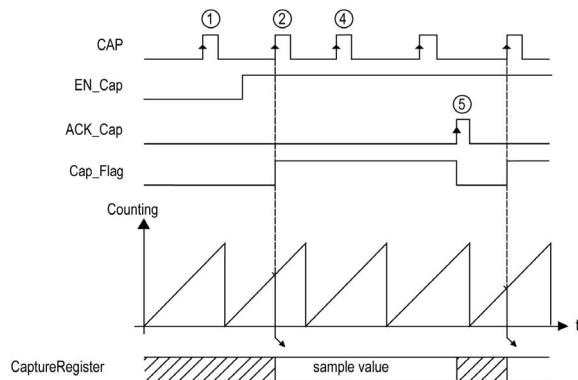 ① ② ④
CAP
EN_Cap
⑤
ACK_Cap
Cap_Flag
Counting
t
CaptureRegister sample value